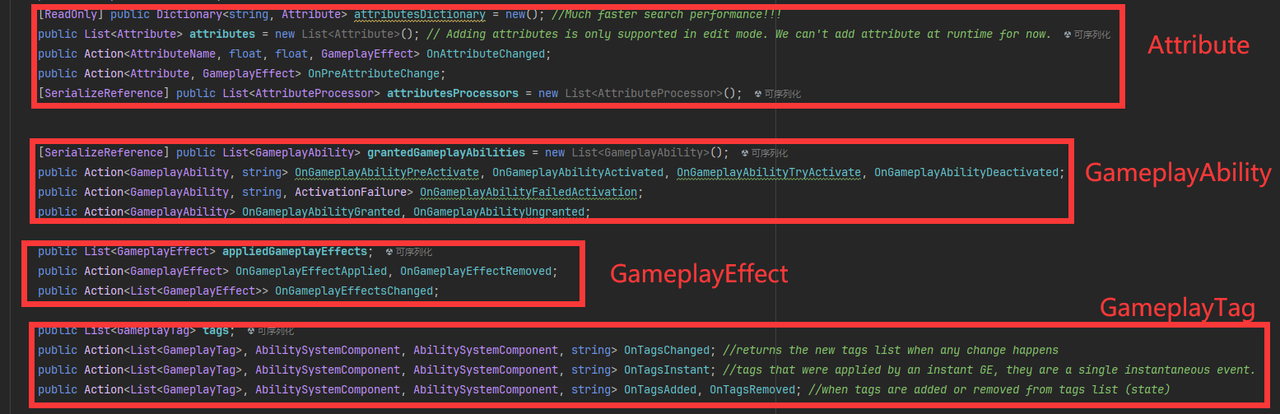 [ReadOnly] public Dictionary<string, Attribute> attributesDictionary = new(); //Much faster search performance!!!
public List<Attribute> attributes = new List<Attribute>(); // Adding attributes is only supported in edit mode. We can't add attribute at runtime for now. 可序列化
public Action<AttributeName, float, float, GameplayEffect> OnAttributeChanged;
public Action<Attribute, GameplayEffect> OnPreAttributeChange;
[SerializeReference] public List<AttributeProcessor> attributesProcessors = new List<AttributeProcessor>(); 可序列化
Attribute
[SerializeReference] public List<GameplayAbility> grantedGameplayAbilities = new List<GameplayAbility>(); 可序列化
public Action<GameplayAbility, string> OnGameplayAbilityPreActivate, OnGameplayAbilityActivated, OnGameplayAbilityTryActivate, OnGameplayAbilityDeactivated;
public Action<GameplayAbility, string, ActivationFailure> OnGameplayAbilityFailedActivation;
public Action<GameplayAbility> OnGameplayAbilityGranted, OnGameplayAbilityUngranted;
GameplayAbility
public List<GameplayEffect> appliedGameplayEffects; 可序列化
public Action<GameplayEffect> OnGameplayEffectApplied, OnGameplayEffectRemoved;
public Action<List<GameplayEffect>> OnGameplayEffectsChanged;
GameplayEffect
GameplayTag
public List<GameplayTag> tags; 可序列化
public Action<List<GameplayTag>, AbilitySystemComponent, AbilitySystemComponent, string> OnTagsChanged; //returns the new tags list when any change happens
public Action<List<GameplayTag>, AbilitySystemComponent, AbilitySystemComponent, string> OnTagsInstant; //tags that were applied by an instant GE, they are a single instantaneous event.
public Action<List<GameplayTag>, AbilitySystemComponent, AbilitySystemComponent, string> OnTagsAdded, OnTagsRemoved; //when tags are added or removed from tags list (state)